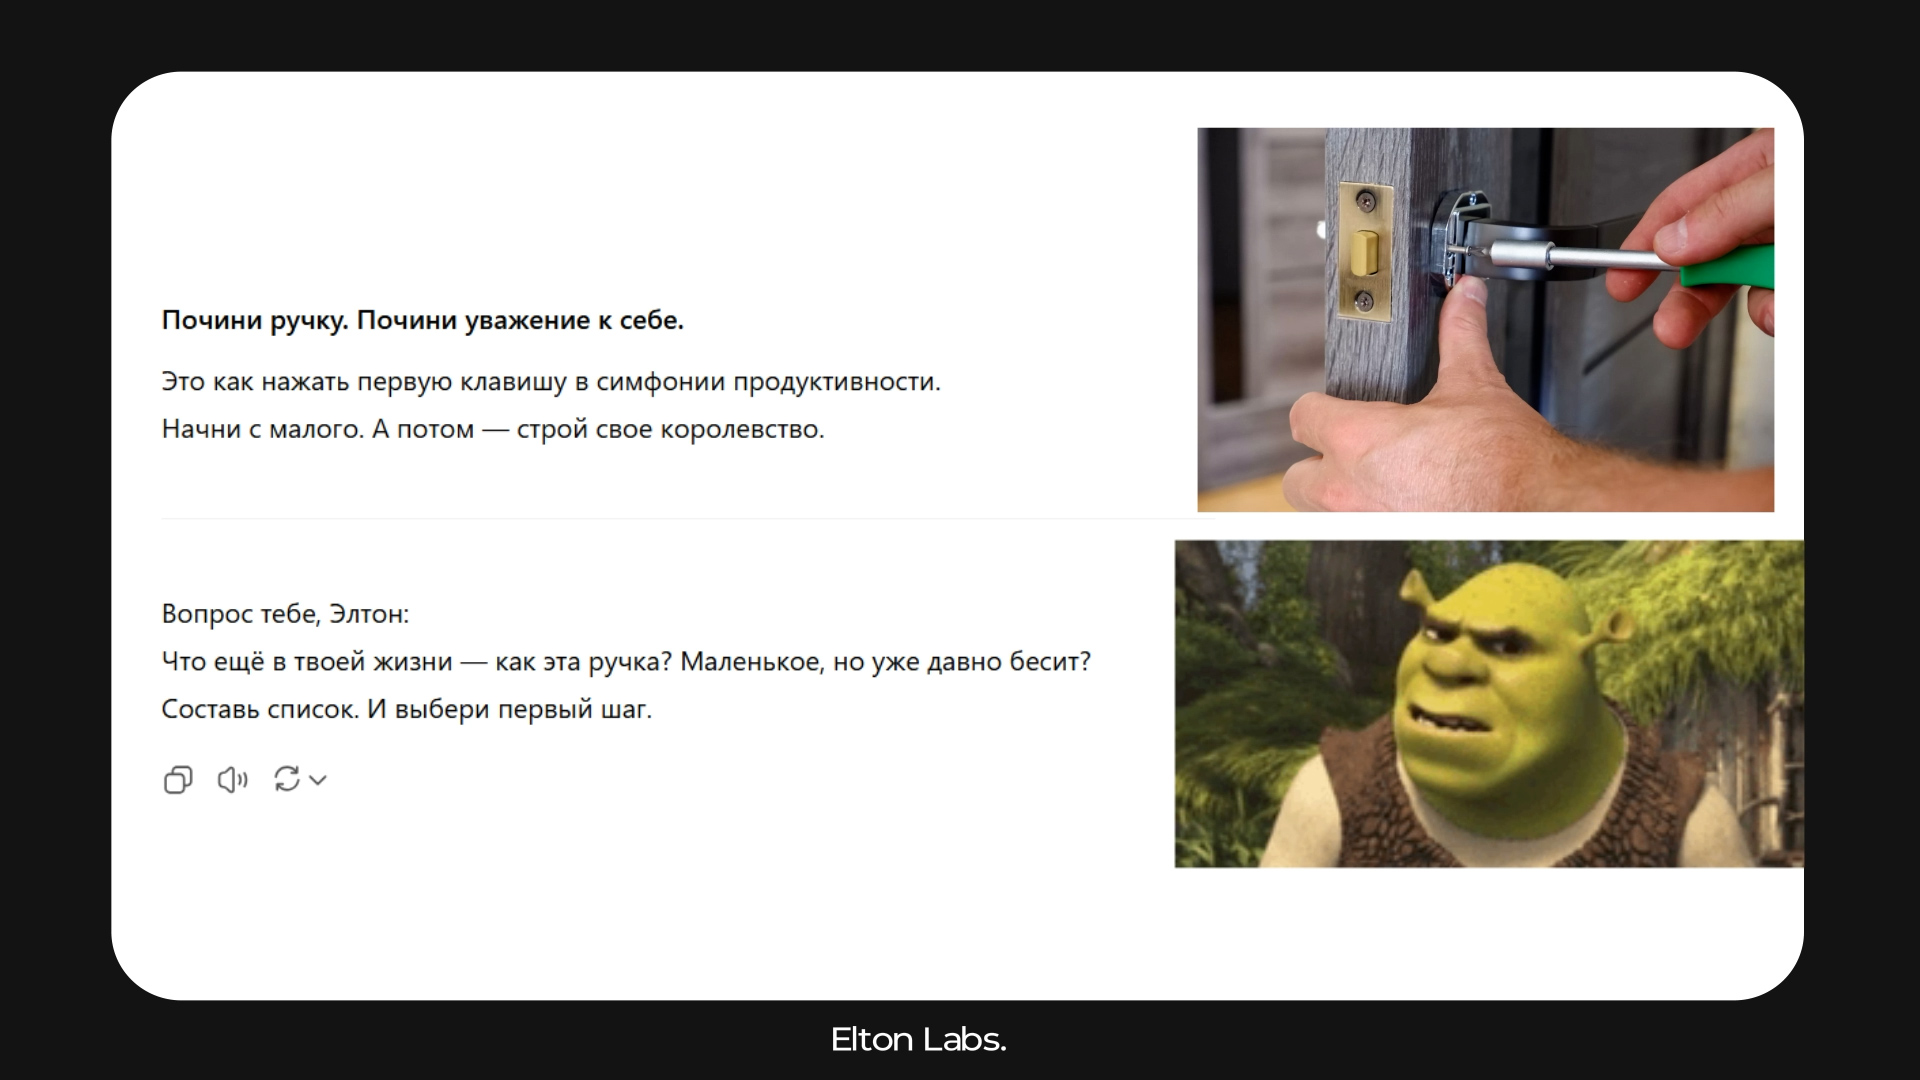 Почини ручку. Почини уважение к себе.
Это как нажать первую клавишу в симфонии продуктивности.
Начни с малого. А потом — строй свое королевство.
Вопрос тебе, Элтон:
Что ещё в твоей жизни — как эта ручка? Маленькое, но уже давно бесит?
Составь список. И выбери первый шаг.
Elton Labs.